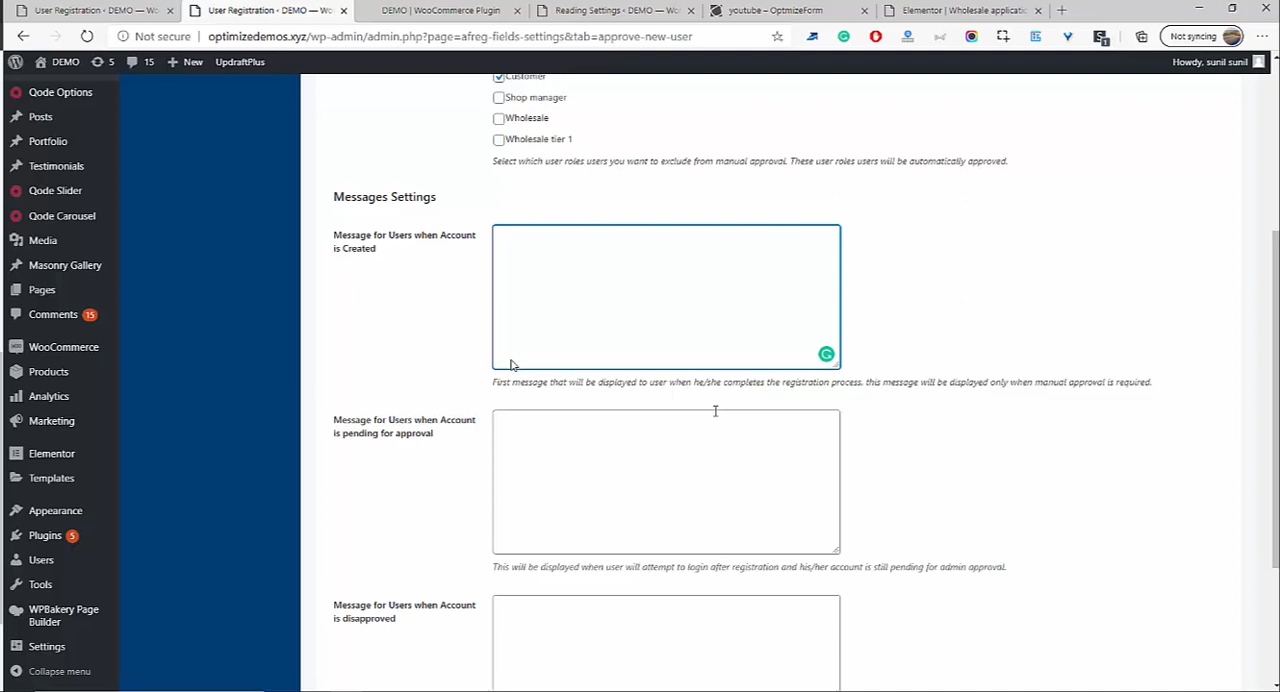 User Registration ‹ DEMO — Wo
User Registration ‹ DEMO — Wo
DEMO | WooCommerce Plugin
Reading Settings ‹ DEMO — Wo
youtube – OptmizeForm
Elementor | Wholesale applicati
Not secure
optimizedemos.xyz/wp-admin/admin.php?page=afreg-fields-settings&tab=approve-new-user
Not syncing
DEMO
5
15
New
UpdraftPlus
Howdy, sunil sunil
Qode Options
Posts
Portfolio
Testimonials
Qode Slider
Qode Carousel
Media
Masonry Gallery
Pages
Comments 15
WooCommerce
Products
Analytics
Marketing
Elementor
Templates
Appearance
Plugins 5
Users
Tools
WPBakery Page
Builder
Settings
Collapse menu
Customer
Shop manager
Wholesale
Wholesale tier 1
Select which user roles users you want to exclude from manual approval. These user roles users will be automatically approved.
Messages Settings
Message for Users when Account
is Created
First message that will be displayed to user when he/she completes the registration process, this message will be displayed only when manual approval is required.
Message for Users when Account
is pending for approval
This will be displayed when user will attempt to login after registration and his/her account is still pending for admin approval.
Message for Users when Account
is disapproved